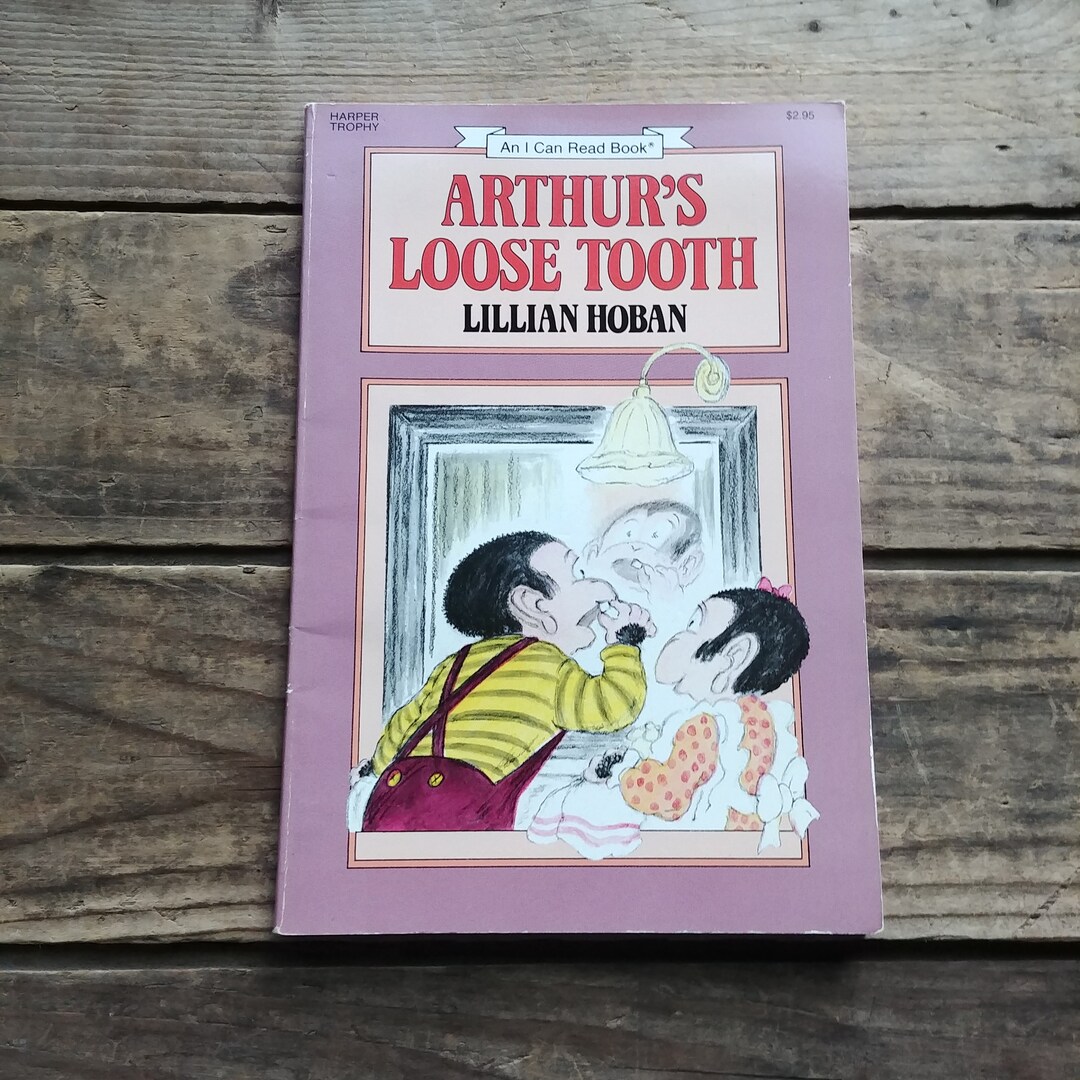 HARPER
TROPHY
$2.95
An I Can Read Book®
ARTHUR'S
LOOSE TOOTH
LILLIAN HOBAN